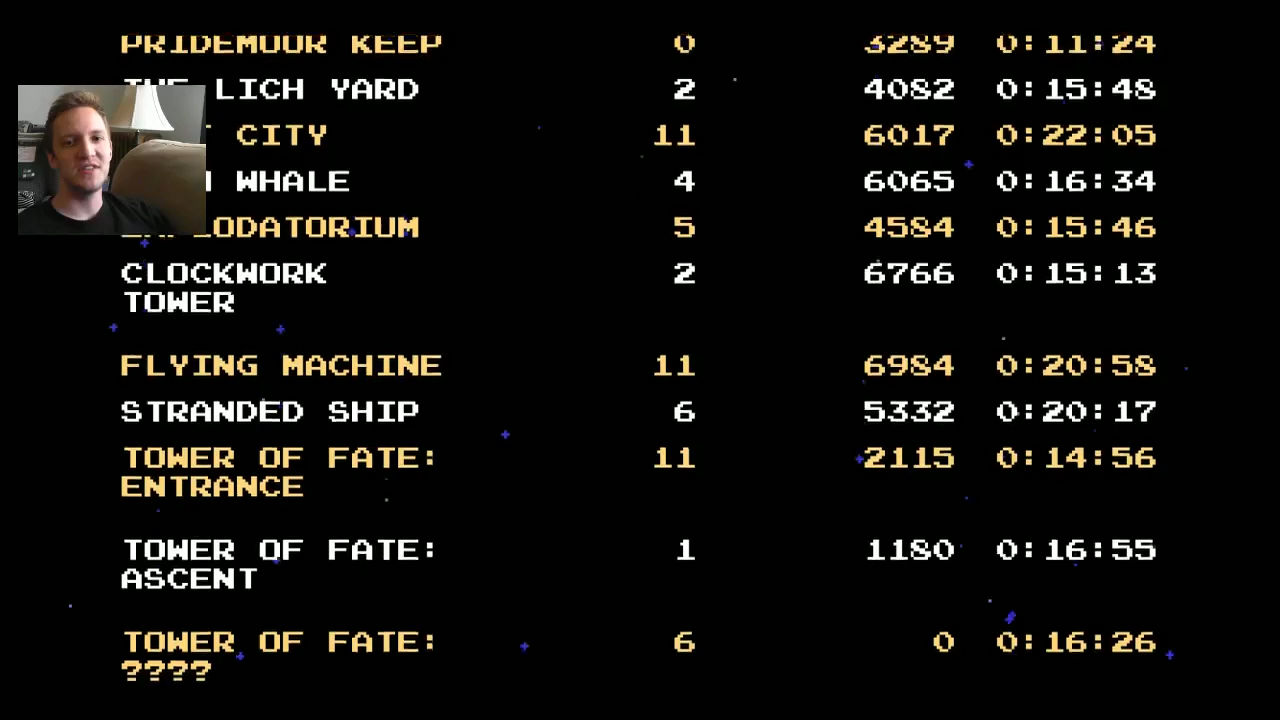 PRIDEMOOR KEEP 0 3289 0:11:24
THE LICH YARD 2 4082 0:15:48
CITY 11 6017 0:22:05
WHALE 4 6065 0:16:34
EXPLODATORIUM 5 4584 0:15:46
CLOCKWORK 2 6766 0:15:13
TOWER
FLYING MACHINE 11 6984 0:20:58
STRANDED SHIP 6 5332 0:20:17
TOWER OF FATE: 11 2115 0:14:56
ENTRANCE
TOWER OF FATE: 1 1180 0:16:55
ASCENT
TOWER OF FATE: 6 0 0:16:26
????